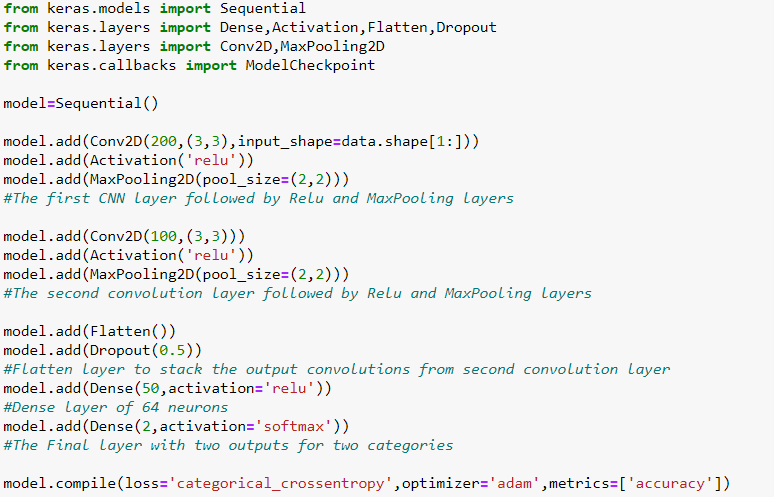 from keras.models import Sequential
from keras.layers import Dense,Activation,Flatten,Dropout
from keras.layers import Conv2D,MaxPooling2D
from keras.callbacks import ModelCheckpoint
model=Sequential()
model.add(Conv2D(200,(3,3),input_shape=data.shape[1:]))
model.add(Activation('relu'))
model.add(MaxPooling2D(pool_size=(2,2)))
#The first CNN layer followed by Relu and MaxPooling layers
model.add(Conv2D(100,(3,3)))
model.add(Activation('relu'))
model.add(MaxPooling2D(pool_size=(2,2)))
#The second convolution layer followed by Relu and MaxPooling layers
model.add(Flatten())
model.add(Dropout(0.5))
#Flatten layer to stack the output convolutions from second convolution layer
model.add(Dense(50,activation='relu'))
#Dense layer of 64 neurons
model.add(Dense(2,activation='softmax'))
#The Final layer with two outputs for two categories
model.compile(loss='categorical_crossentropy',optimizer='adam',metrics=['accuracy'])